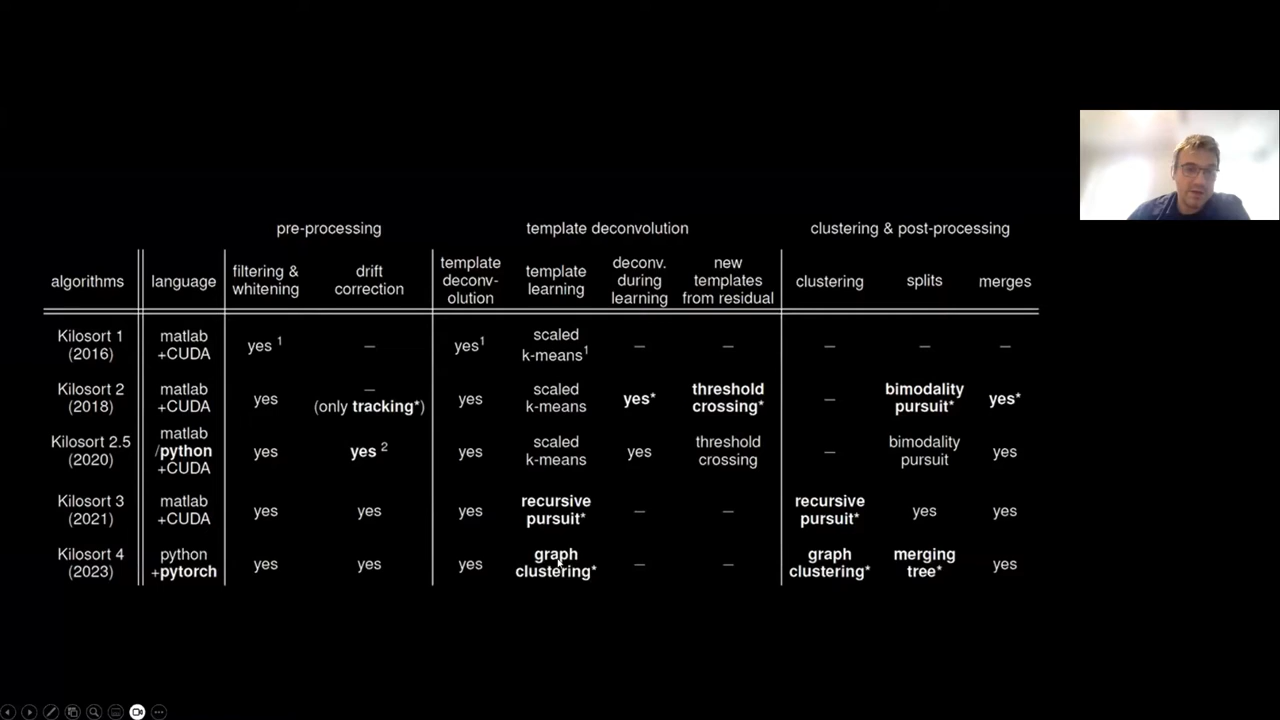 pre-processing template deconvolution clustering & post-processing
algorithms language filtering & whitening drift correction template deconv-olution template learning deconv. during learning new templates from residual clustering splits merges
Kilosort 1 (2016) matlab +CUDA yes 1 — yes1 scaled k-means1 — — — — —
Kilosort 2 (2018) matlab +CUDA yes — (only tracking*) yes scaled k-means yes* threshold crossing* — bimodality pursuit* yes*
Kilosort 2.5 (2020) matlab /python +CUDA yes yes 2 yes scaled k-means yes threshold crossing — bimodality pursuit yes
Kilosort 3 (2021) matlab +CUDA yes yes yes recursive pursuit* — — recursive pursuit* yes yes
Kilosort 4 (2023) python +pytorch yes yes yes graph clustering* — — graph clustering* merging tree* yes